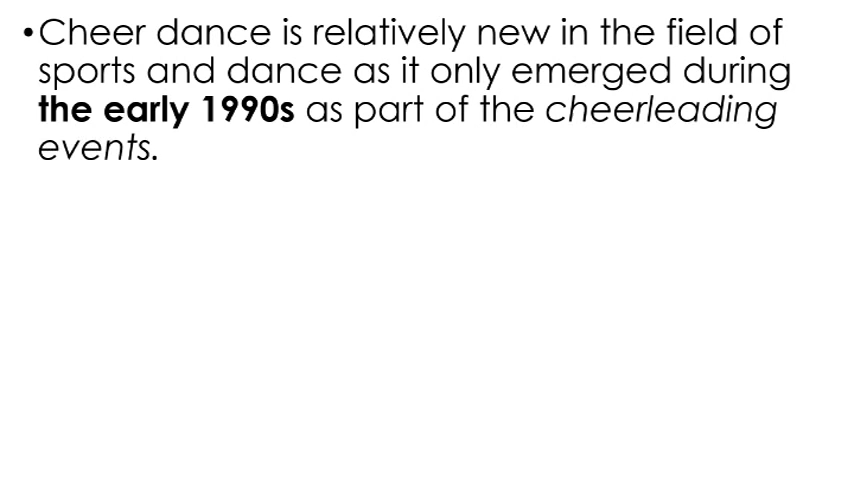 •Cheer dance is relatively new in the field of
sports and dance as it only emerged during
the early 1990s as part of the cheerleading
events.